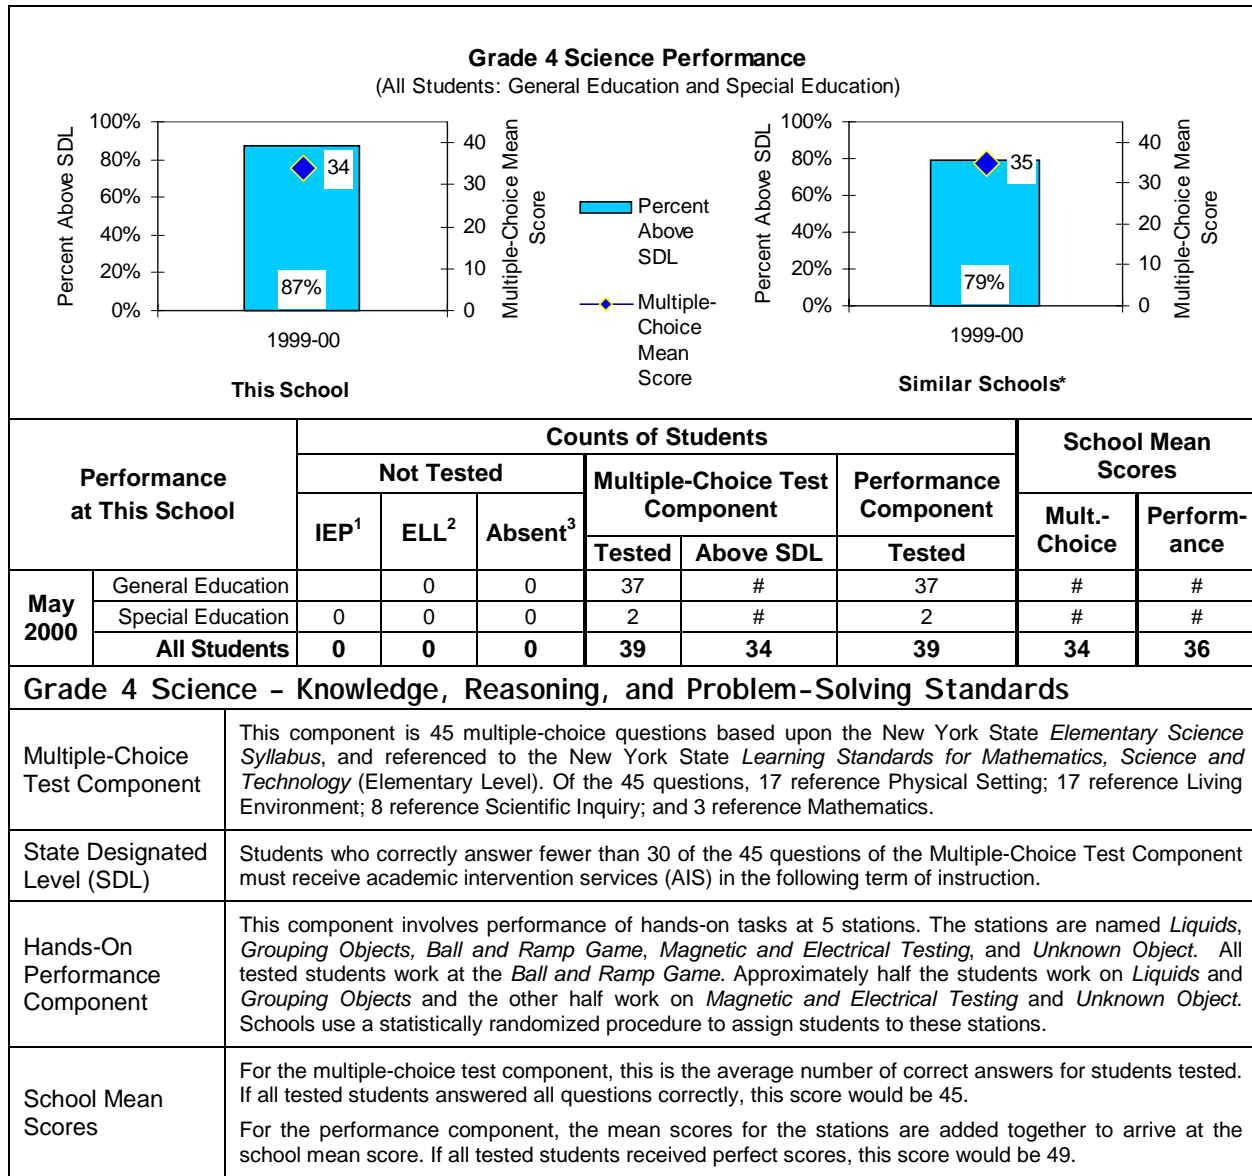 Grade 4 Science Performance
(All Students: General Education and Special Education)
Percent Above SDL
100%
80%
60%
40%
20%
0%
34
87%
40
30
20
10
0
Multiple-Choice Mean
Score
1999-00
This School
Percent
Above
SDL
Multiple-
Choice
Mean
Score
Percent Above SDL
100%
80%
60%
40%
20%
0%
35
79%
40
30
20
10
0
Multiple-Choice Mean
Score
1999-00
Similar Schools*
Performance
at This School
Counts of Students
School Mean
Scores
Not Tested
Multiple-Choice Test
Component
Performance
Component
IEP1 ELL2 Absent3
Tested Above SDL Tested
Mult.-
Choice
Perform-
ance
May
2000
General Education 0 0 37 # 37 # #
Special Education 0 0 0 2 # 2 # #
All Students 0 0 0 39 34 39 34 36
Grade 4 Science – Knowledge, Reasoning, and Problem-Solving Standards
Multiple-Choice
Test Component
This component is 45 multiple-choice questions based upon the New York State Elementary Science
Syllabus, and referenced to the New York State Learning Standards for Mathematics, Science and
Technology (Elementary Level). Of the 45 questions, 17 reference Physical Setting; 17 reference Living
Environment; 8 reference Scientific Inquiry; and 3 reference Mathematics.
State Designated
Level (SDL)
Students who correctly answer fewer than 30 of the 45 questions of the Multiple-Choice Test Component
must receive academic intervention services (AIS) in the following term of instruction.
Hands-On
Performance
Component
This component involves performance of hands-on tasks at 5 stations. The stations are named Liquids,
Grouping Objects, Ball and Ramp Game, Magnetic and Electrical Testing, and Unknown Object. All
tested students work at the Ball and Ramp Game. Approximately half the students work on Liquids and
Grouping Objects and the other half work on Magnetic and Electrical Testing and Unknown Object.
Schools use a statistically randomized procedure to assign students to these stations.
School Mean
Scores
For the multiple-choice test component, this is the average number of correct answers for students tested.
If all tested students answered all questions correctly, this score would be 45.
For the performance component, the mean scores for the stations are added together to arrive at the
school mean score. If all tested students received perfect scores, this score would be 49.